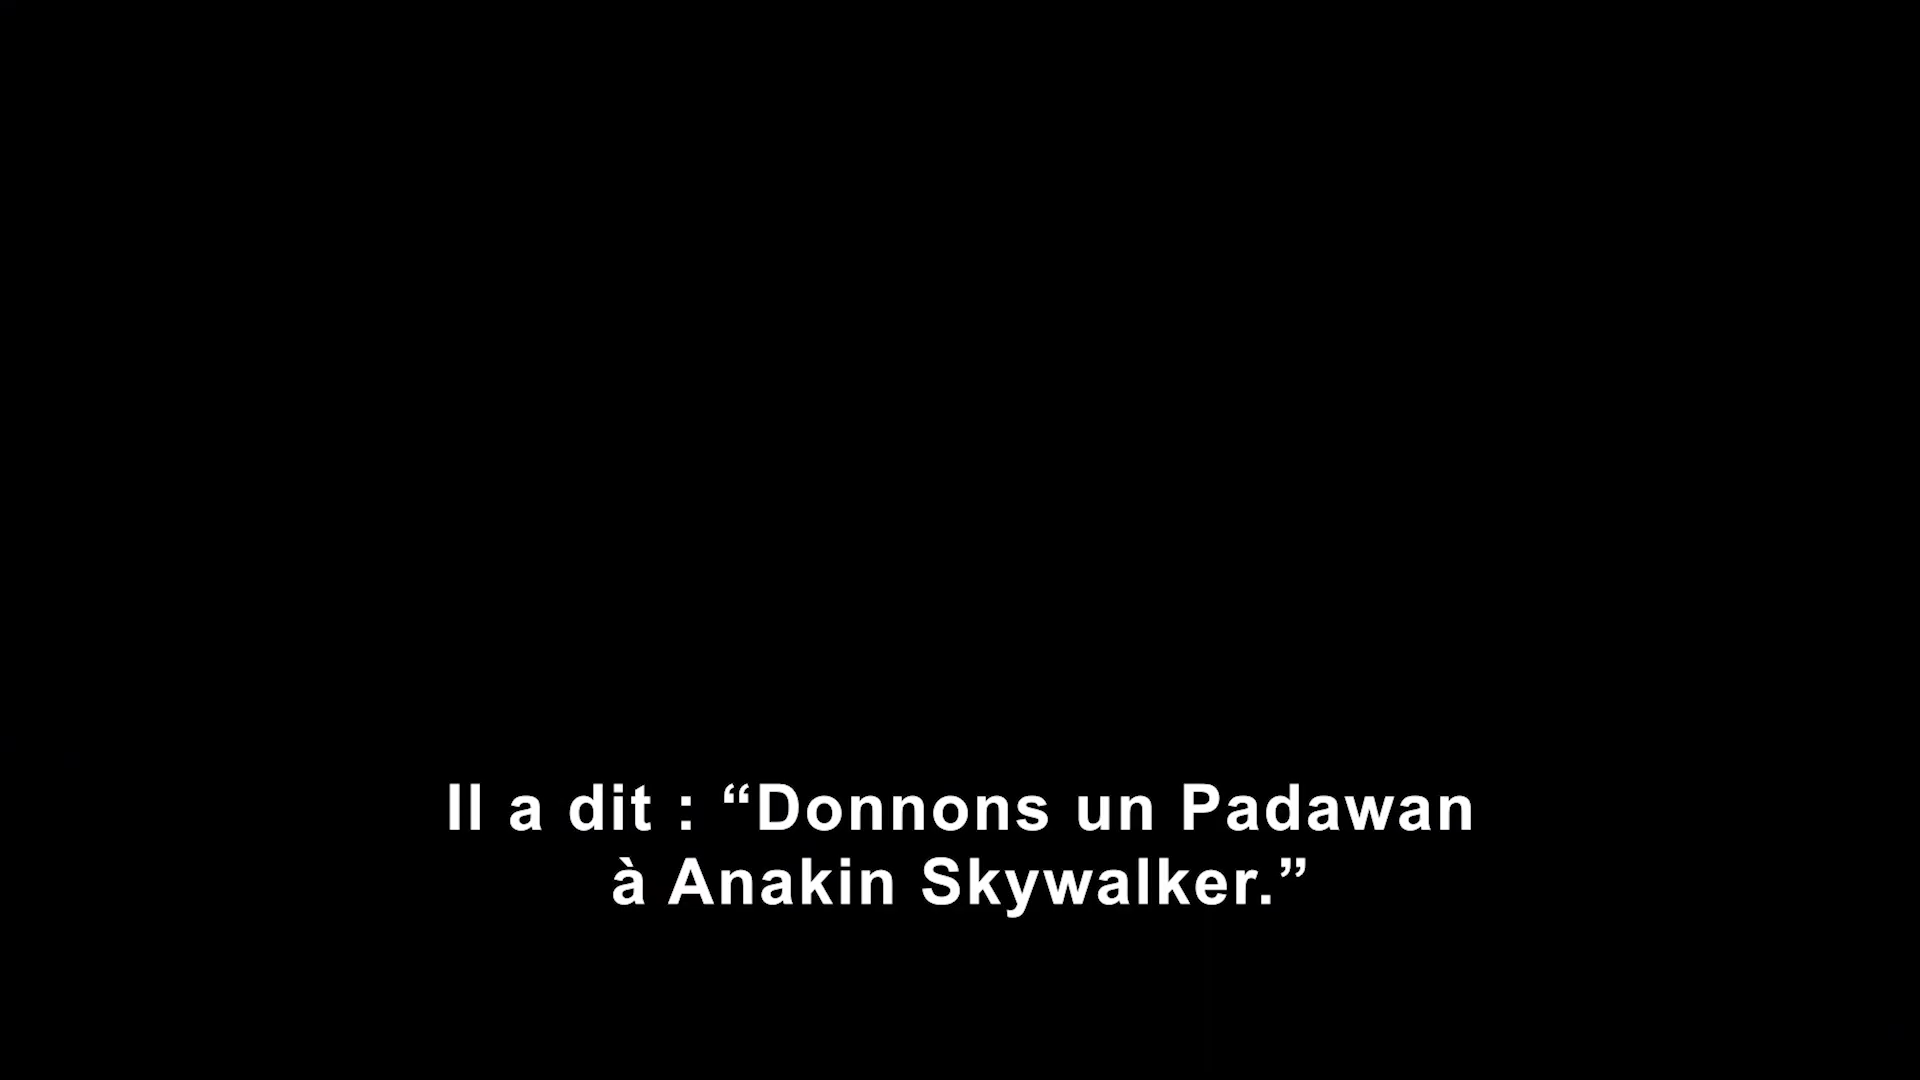 Il a dit : “Donnons un Padawan
à Anakin Skywalker.”